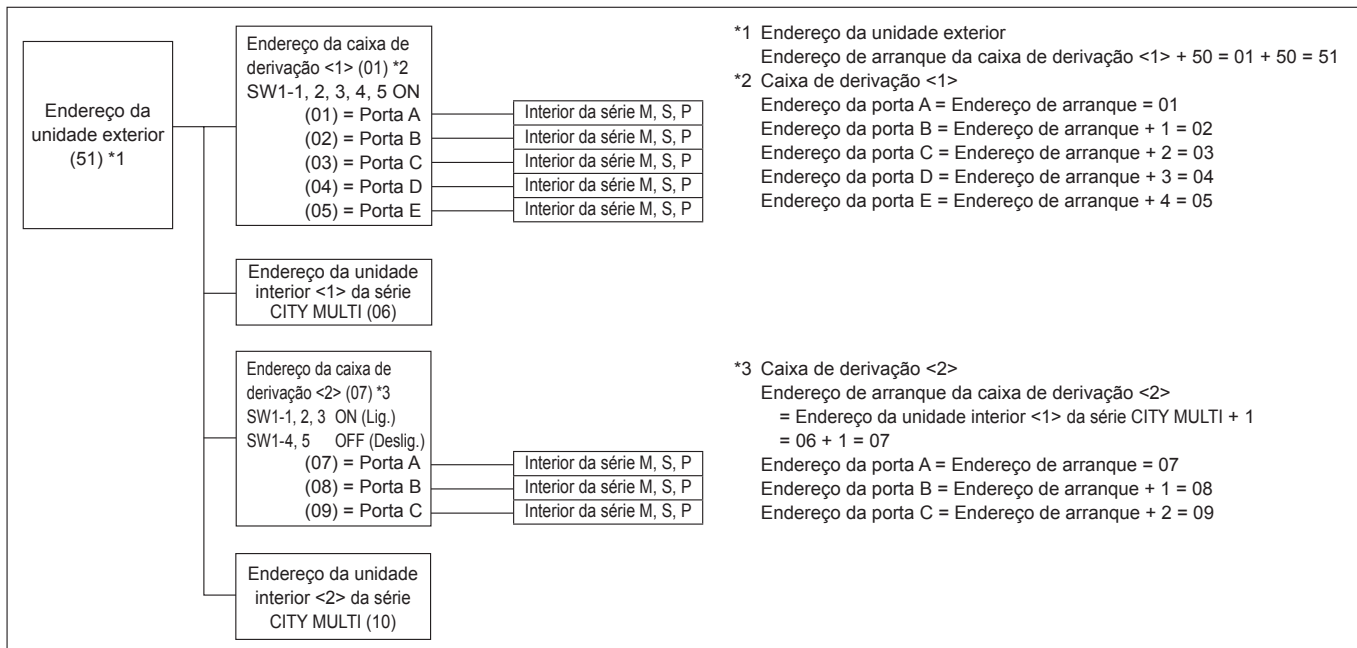 Endereço da
unidade exterior
(51) *1
Endereço da caixa de
derivação <1> (01) *2
SW1-1, 2, 3, 4, 5 ON
(01) = Porta A
(02) = Porta B
(03) = Porta C
(04) = Porta D
(05) = Porta E
Interior da série M, S, P
Interior da série M, S, P
Interior da série M, S, P
Interior da série M, S, P
Interior da série M, S, P
Endereço da unidade
interior <1> da série
CITY MULTI (06)
Endereço da caixa de
derivação <2> (07) *3
SW1-1, 2, 3 ON (Lig.)
SW1-4, 5 OFF (Deslig.)
(07) = Porta A
(08) = Porta B
(09) = Porta C
Interior da série M, S, P
Interior da série M, S, P
Interior da série M, S, P
Endereço da unidade
interior <2> da série
CITY MULTI (10)
*1 Endereço da unidade exterior
Endereço de arranque da caixa de derivação <1> + 50 = 01 + 50 = 51
*2 Caixa de derivação <1>
Endereço da porta A = Endereço de arranque = 01
Endereço da porta B = Endereço de arranque + 1 = 02
Endereço da porta C = Endereço de arranque + 2 = 03
Endereço da porta D = Endereço de arranque + 3 = 04
Endereço da porta E = Endereço de arranque + 4 = 05
*3 Caixa de derivação <2>
Endereço de arranque da caixa de derivação <2>
= Endereço da unidade interior <1> da série CITY MULTI + 1
= 06 + 1 = 07
Endereço da porta A = Endereço de arranque = 07
Endereço da porta B = Endereço de arranque + 1 = 08
Endereço da porta C = Endereço de arranque + 2 = 09